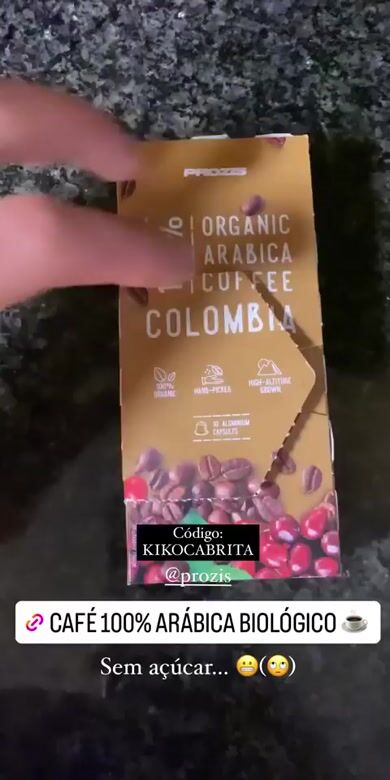 PROZIS
ORGANIC
ARABICA
COFFEE
COLOMBIA
100%
ORGANIC
HAND-PICKED
HIGH-ALTITUDE
GROWN
10 ALUMINIUM
CAPSULES
Código:
KIKOCABRITA
@prozis
CAFÉ 100% ARÁBICA BIOLÓGICO ☕
Sem açúcar... 😬(🙄)